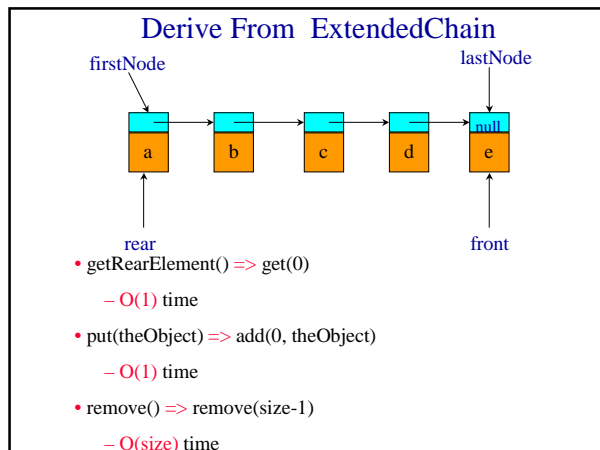 Derive From ExtendedChain
firstNode
lastNode
null
a b c d e
rear front
• getRearElement() => get(0)
– O(1) time
• put(theObject) => add(0, theObject)
– O(1) time
• remove() => remove(size-1)
– O(size) time